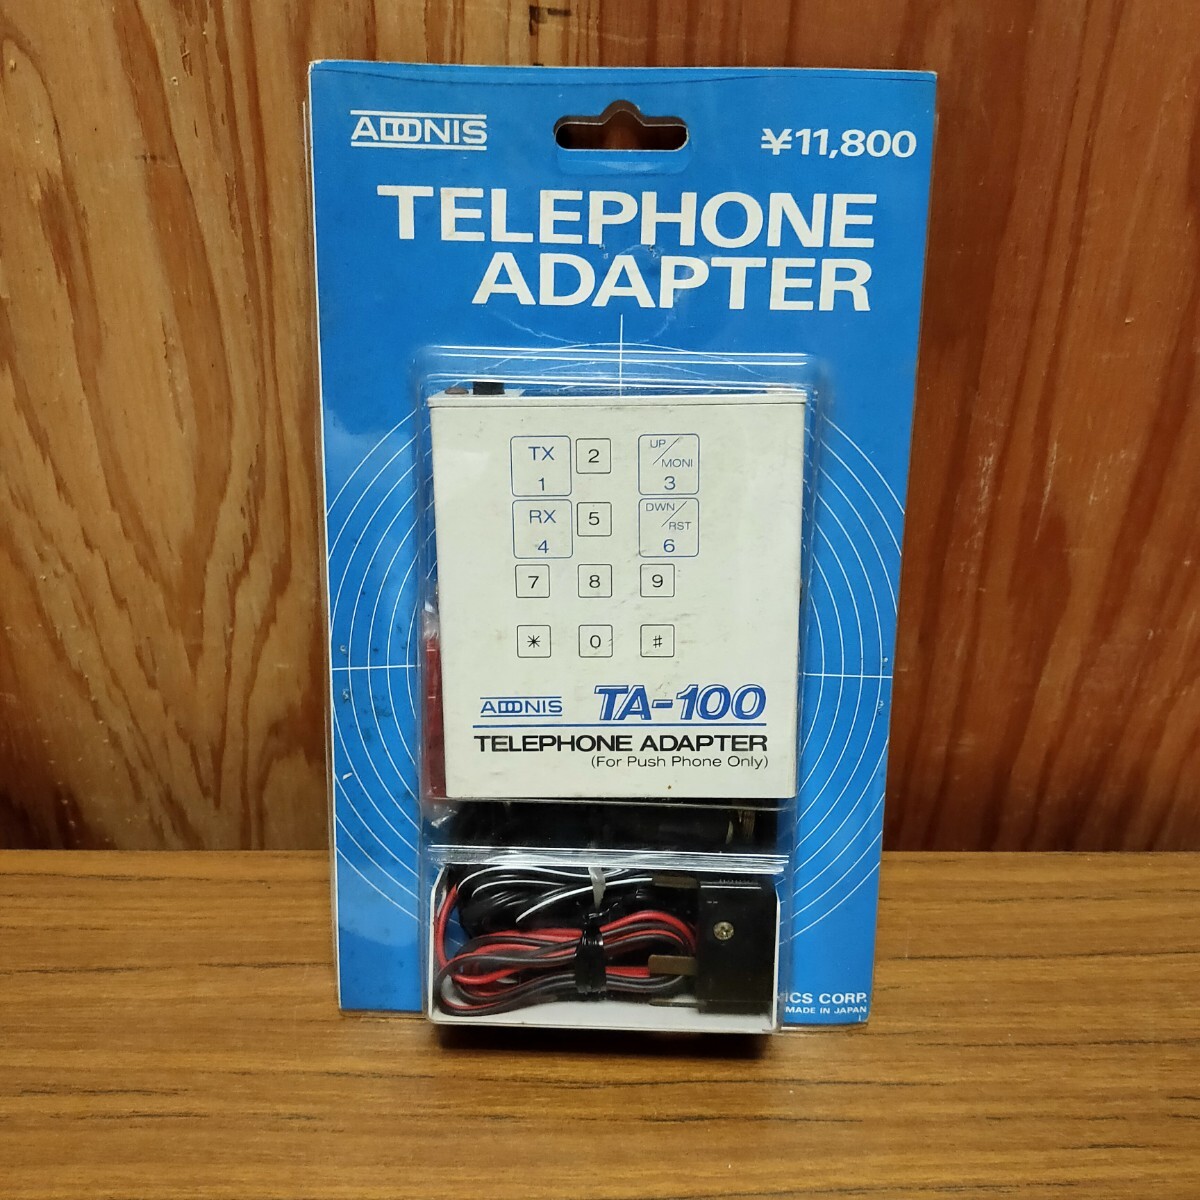 ADONIS
¥11,800
TELEPHONE
ADAPTER
TX
1
2
UP/MONI
3
RX
4
5
DWN/RST
6
7
8
9
*
0
#
ADONIS TA-100
TELEPHONE ADAPTER
(For Push Phone Only)
ICS CORP.
MADE IN JAPAN